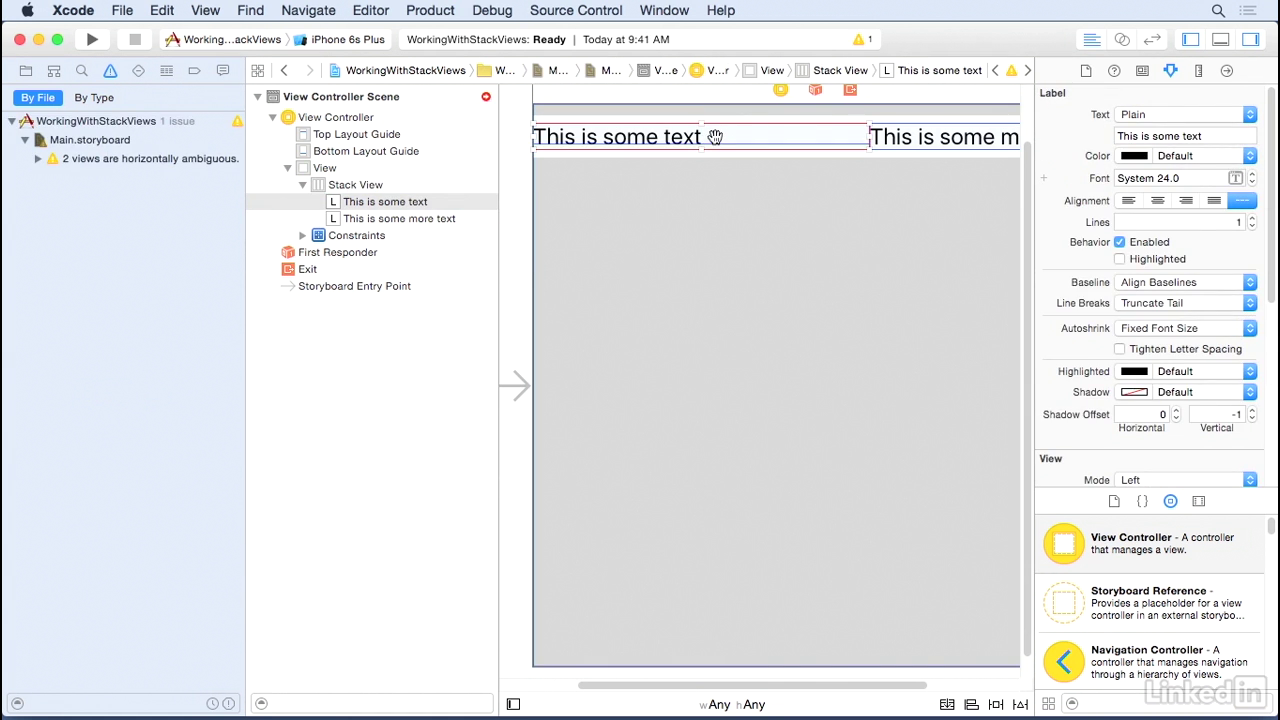 Xcode File Edit View Find Navigate Editor Product Debug Source Control Window Help
Working...ackViews iPhone 6s Plus WorkingWithStackViews: Ready Today at 9:41 AM 1
WorkingWithStackViews W... M... M... V...e V...r View Stack View L This is some text
By File By Type
WorkingWithStackViews 1 issue
Main.storyboard
2 views are horizontally ambiguous.
View Controller Scene
View Controller
Top Layout Guide
Bottom Layout Guide
View
Stack View
L This is some text
L This is some more text
Constraints
First Responder
Exit
Storyboard Entry Point
This is some text This is some m
wAny hAny
Label
Text Plain
This is some text
Color Default
Font System 24.0 T
Alignment
Lines 1
Behavior Enabled
Highlighted
Baseline Align Baselines
Line Breaks Truncate Tail
Autoshrink Fixed Font Size
Tighten Letter Spacing
Highlighted Default
Shadow Default
Shadow Offset 0 -1
Horizontal Vertical
View
Mode Left
{ }
View Controller - A controller
that manages a view.
Storyboard Reference -
Provides a placeholder for a view
controller in an external storybo...
Navigation Controller - A
controller that manages navigation
through a hierarchy of views.
Linked in